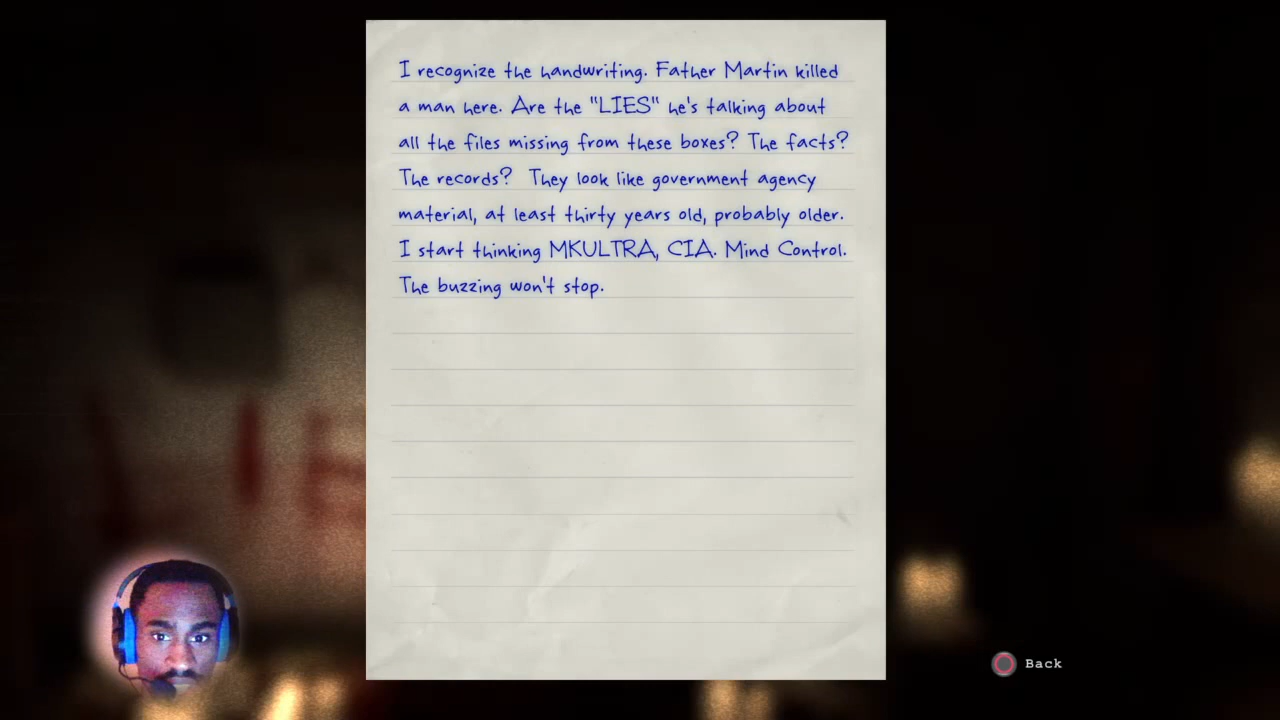 I recognize the handwriting. Father Martin killed
a man here. Are the "LIES" he's talking about
all the files missing from these boxes? The facts?
The records? They look like government agency
material, at least thirty years old, probably older.
I start thinking MKULTRA, CIA. Mind Control.
The buzzing won't stop.
Back